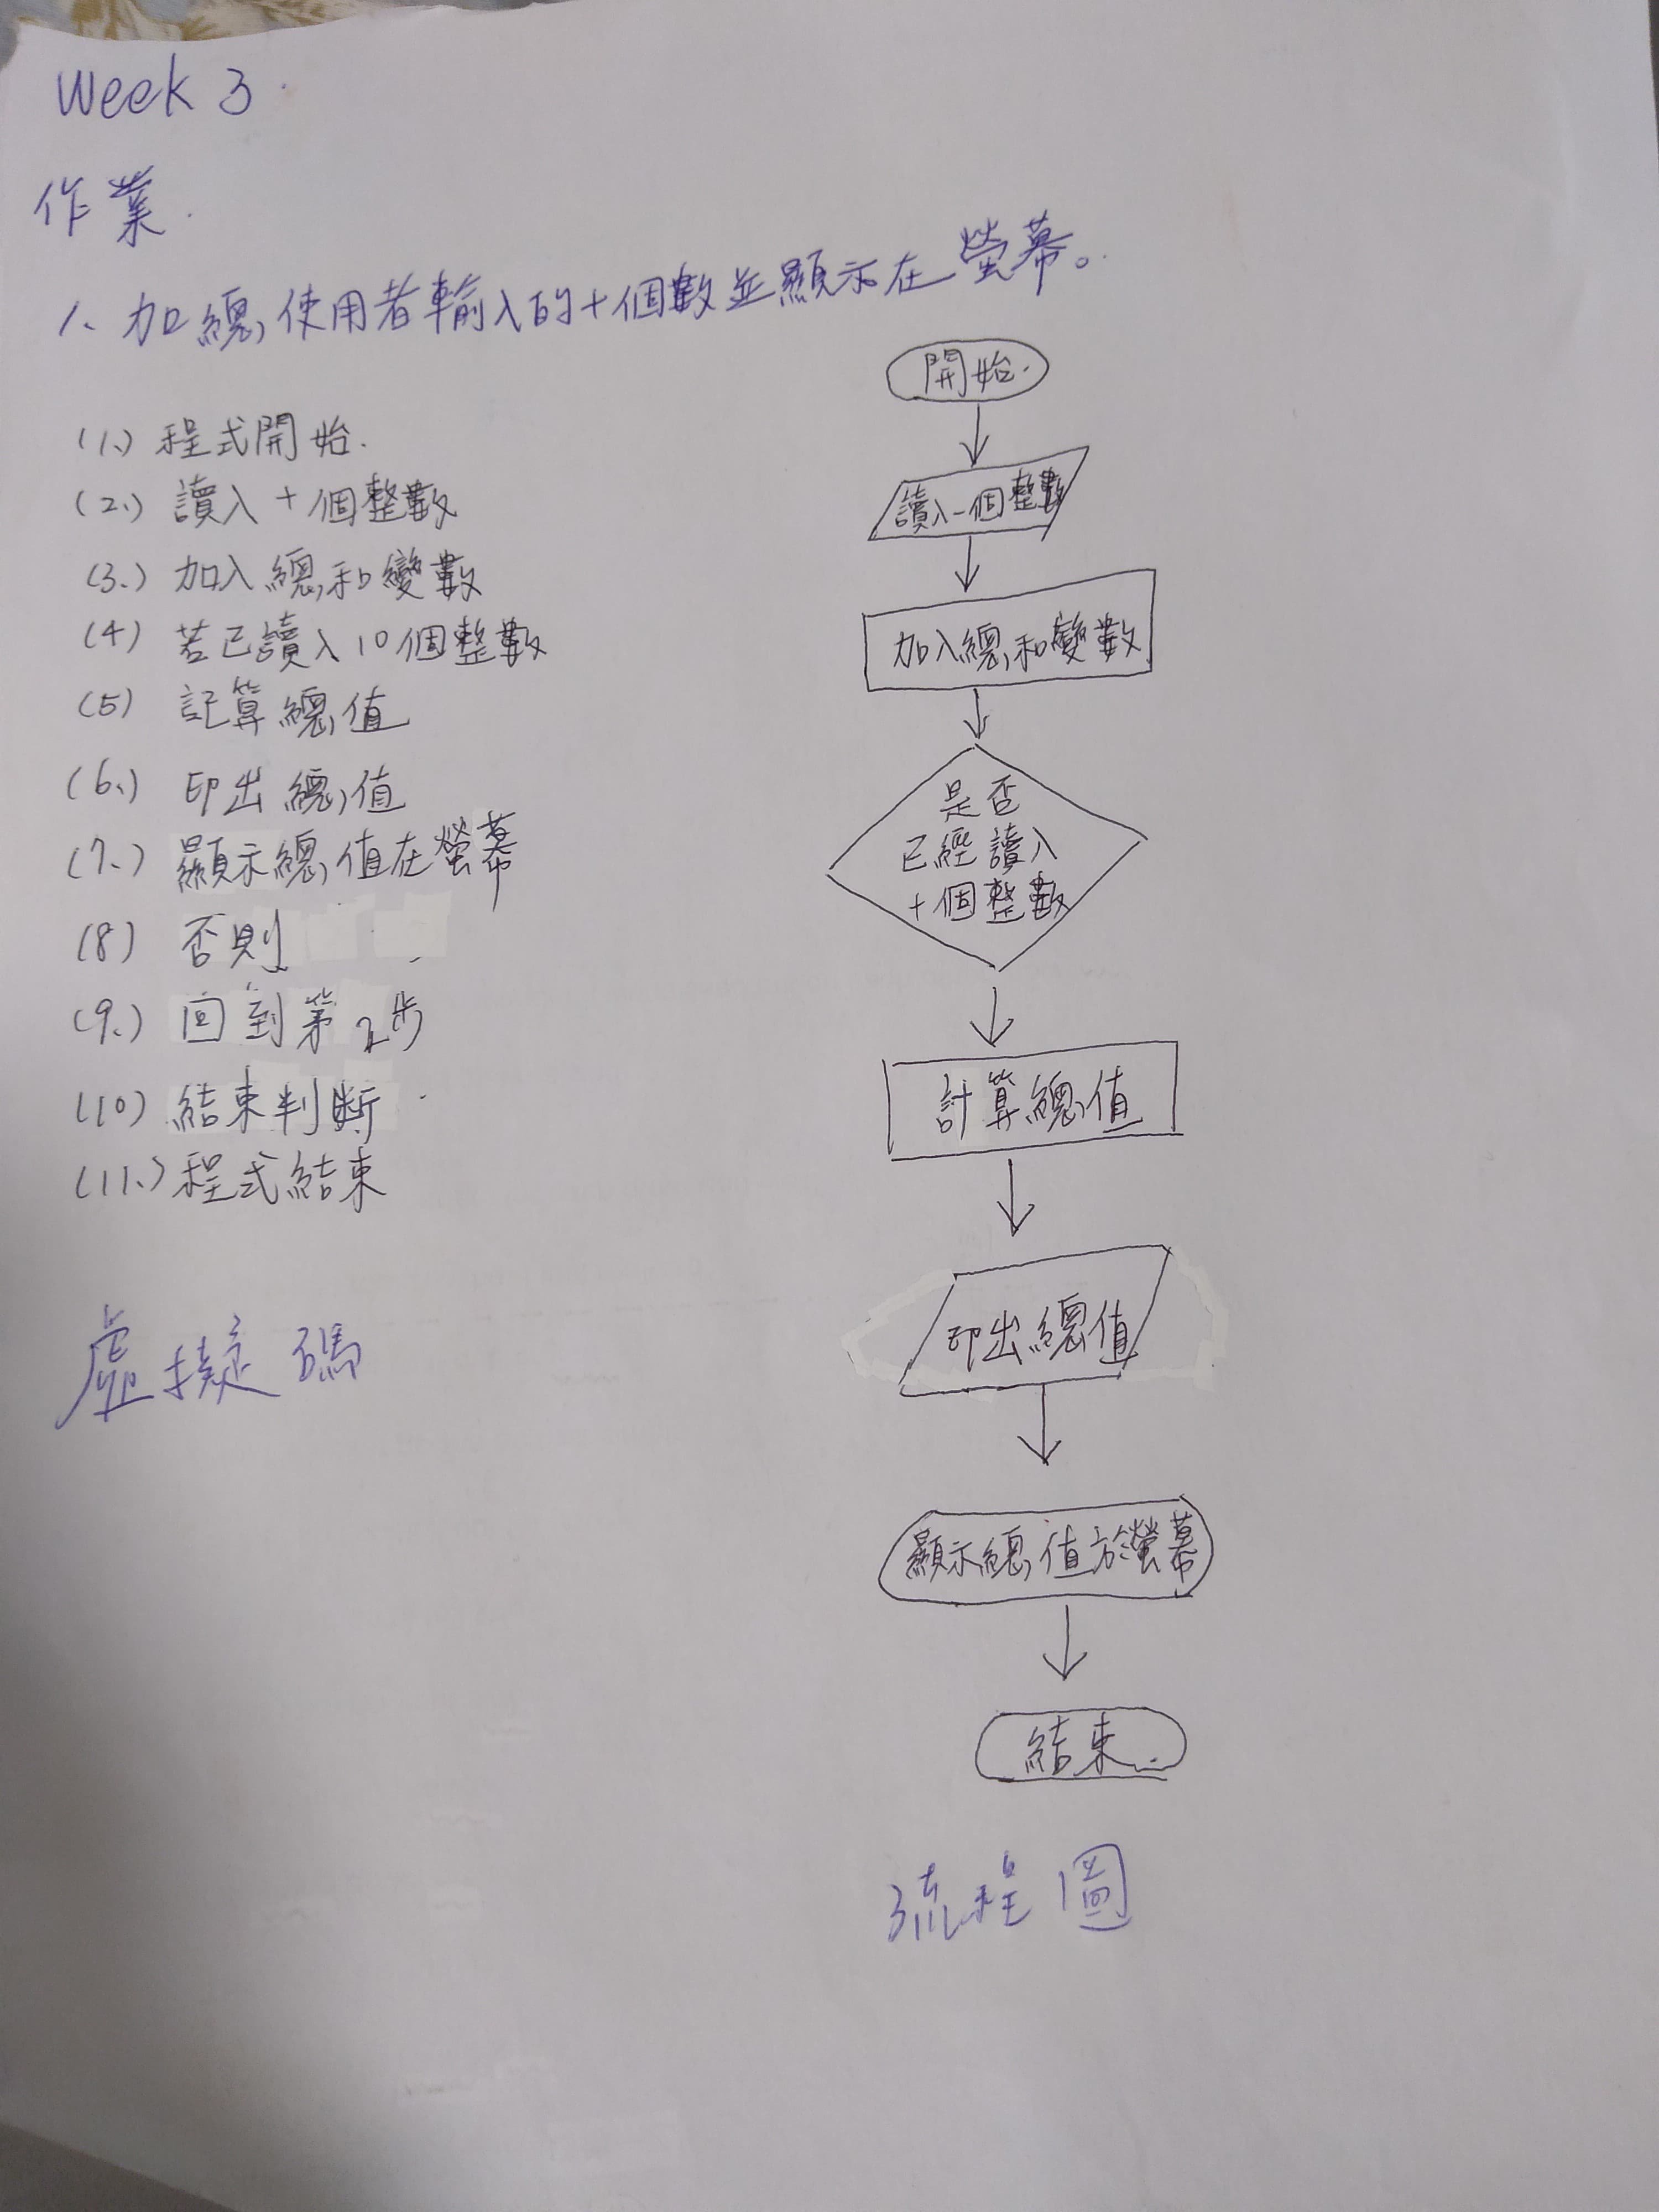 Week 3.
作業.
1、加總使用者輸入的十個數並顯示在螢幕。
(1、) 程式開始.
(2、) 讀入十個整數
(3、) 加入總和變數
(4) 若已讀入10個整數
(5) 計算總值
(6、) 印出總值
(7、) 顯示總值在螢幕
(8) 否則
(9、) 回到第2步
(10) 結束判斷
(11、) 程式結束
虛擬碼
開始.
讀入一個整數
加入總和變數
是否
已經讀入
十個整數
計算總值
印出總值
顯示總值於螢幕
結束.
流程圖